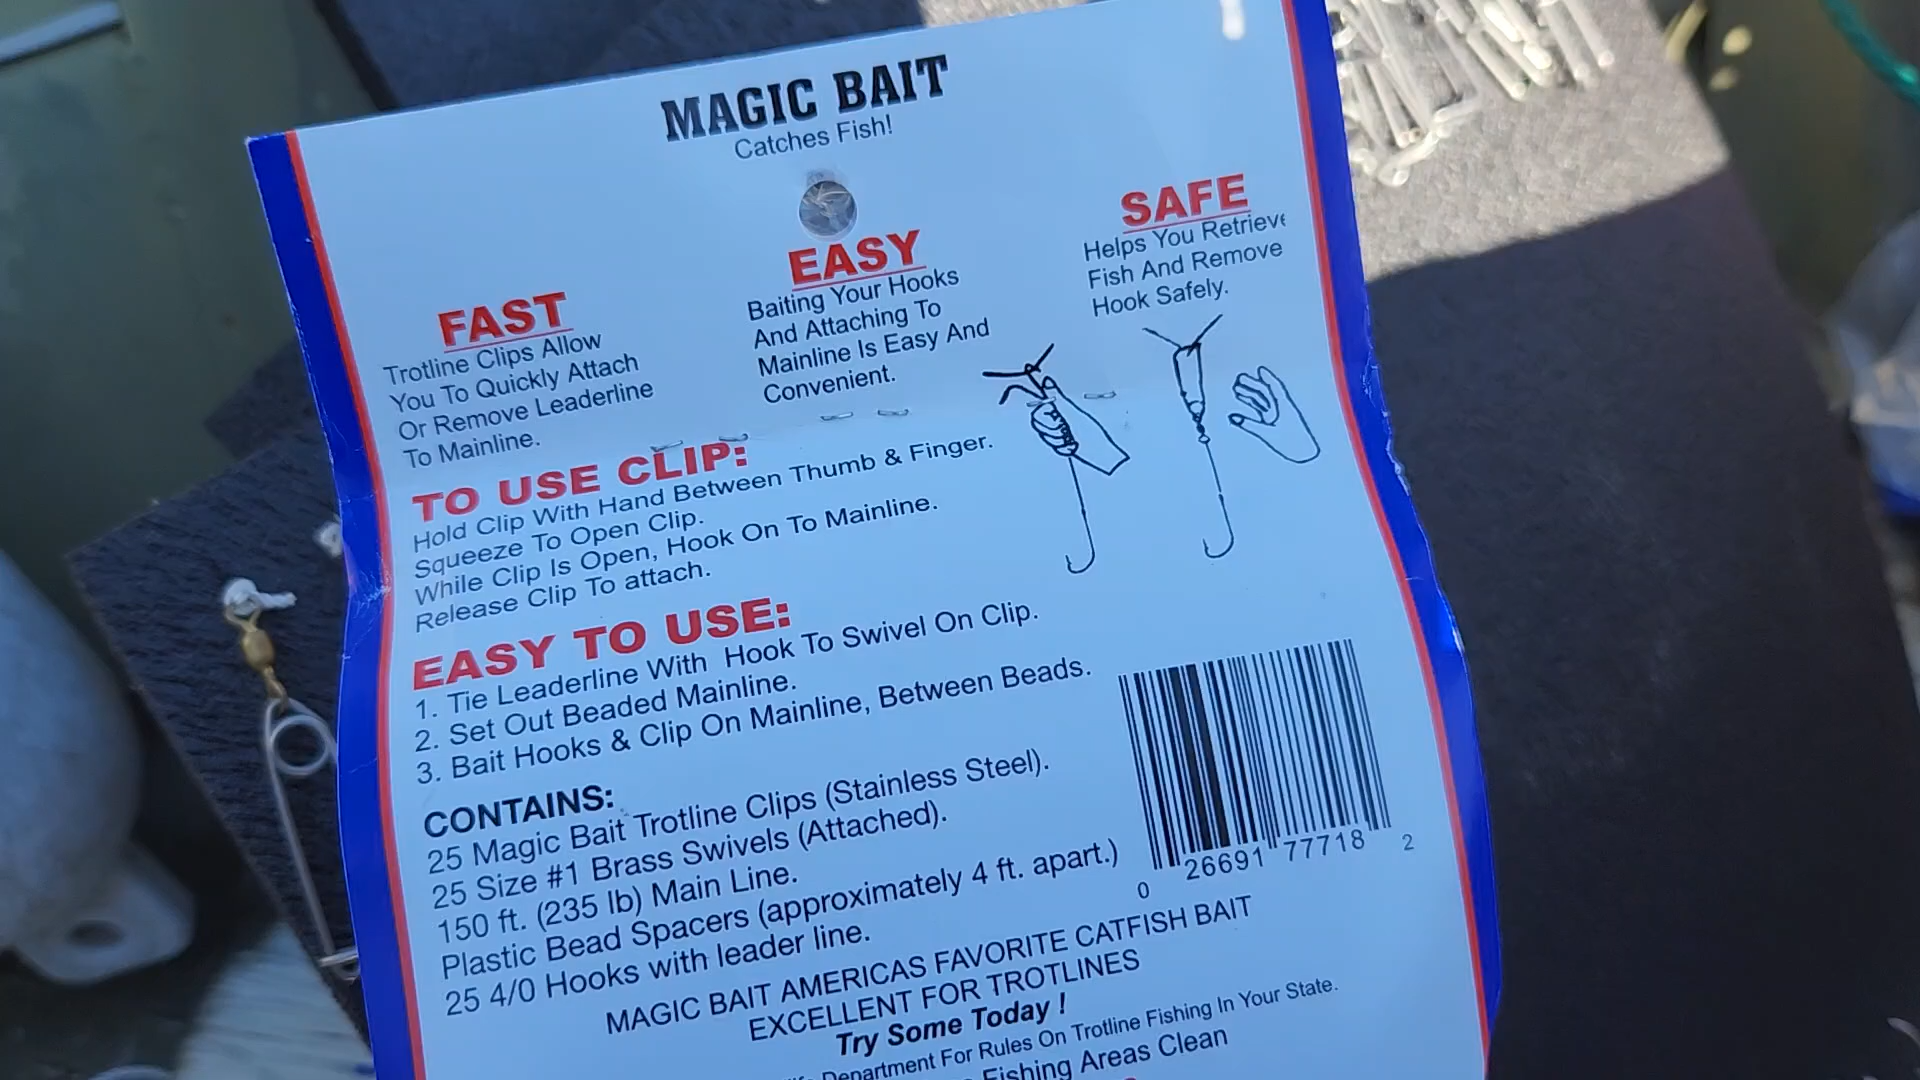 MAGIC BAIT
Catches Fish!
FAST
Trotline Clips Allow
You To Quickly Attach
Or Remove Leaderline
To Mainline.
EASY
Baiting Your Hooks
And Attaching To
Mainline Is Easy And
Convenient.
SAFE
Helps You Retrieve
Fish And Remove
Hook Safely.
TO USE CLIP:
Hold Clip With Hand Between Thumb & Finger.
Squeeze To Open Clip.
While Clip Is Open, Hook On To Mainline.
Release Clip To attach.
EASY TO USE:
1. Tie Leaderline With Hook To Swivel On Clip.
2. Set Out Beaded Mainline.
3. Bait Hooks & Clip On Mainline, Between Beads.
CONTAINS:
25 Magic Bait Trotline Clips (Stainless Steel).
25 Size #1 Brass Swivels (Attached).
150 ft. (235 lb) Main Line.
Plastic Bead Spacers (approximately 4 ft. apart.)
25 4/0 Hooks with leader line.
0 26691 77718 2
MAGIC BAIT AMERICAS FAVORITE CATFISH BAIT
EXCELLENT FOR TROTLINES
Try Some Today !
Department For Rules On Trotline Fishing In Your State.
Fishing Areas Clean